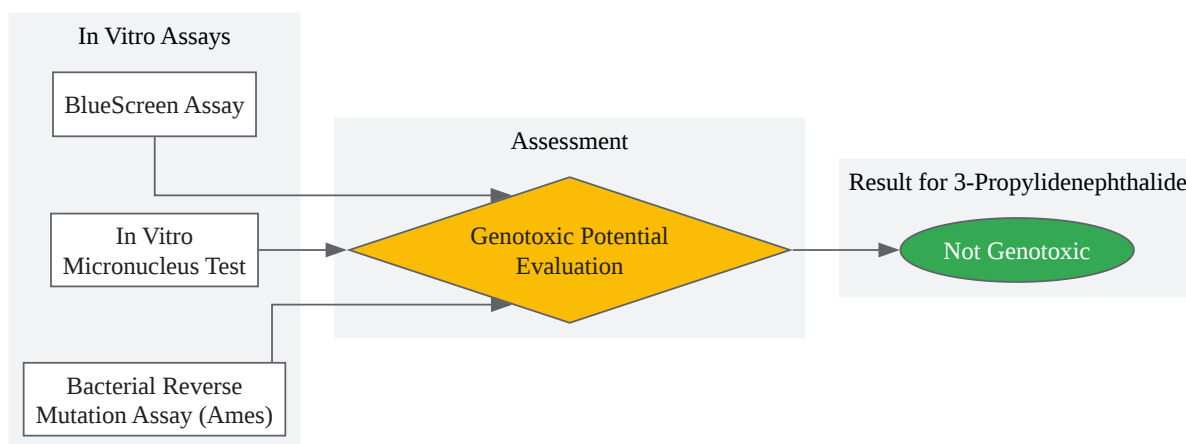 In Vitro Assays
BlueScreen Assay
In Vitro
Micronucleus Test
Bacterial Reverse
Mutation Assay (Ames)
Assessment
Genotoxic Potential
Evaluation
Result for 3-Propylidenephthalide
Not Genotoxic